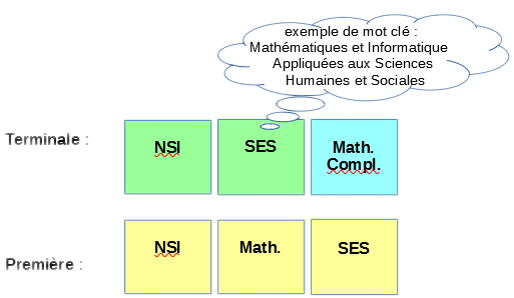 exemple de mot clé :
Mathématiques et Informatique
Appliquées aux Sciences
Humaines et Sociales
Terminale :
NSI
SES
Math.
Compl.
NSI
Math.
SES
Première :